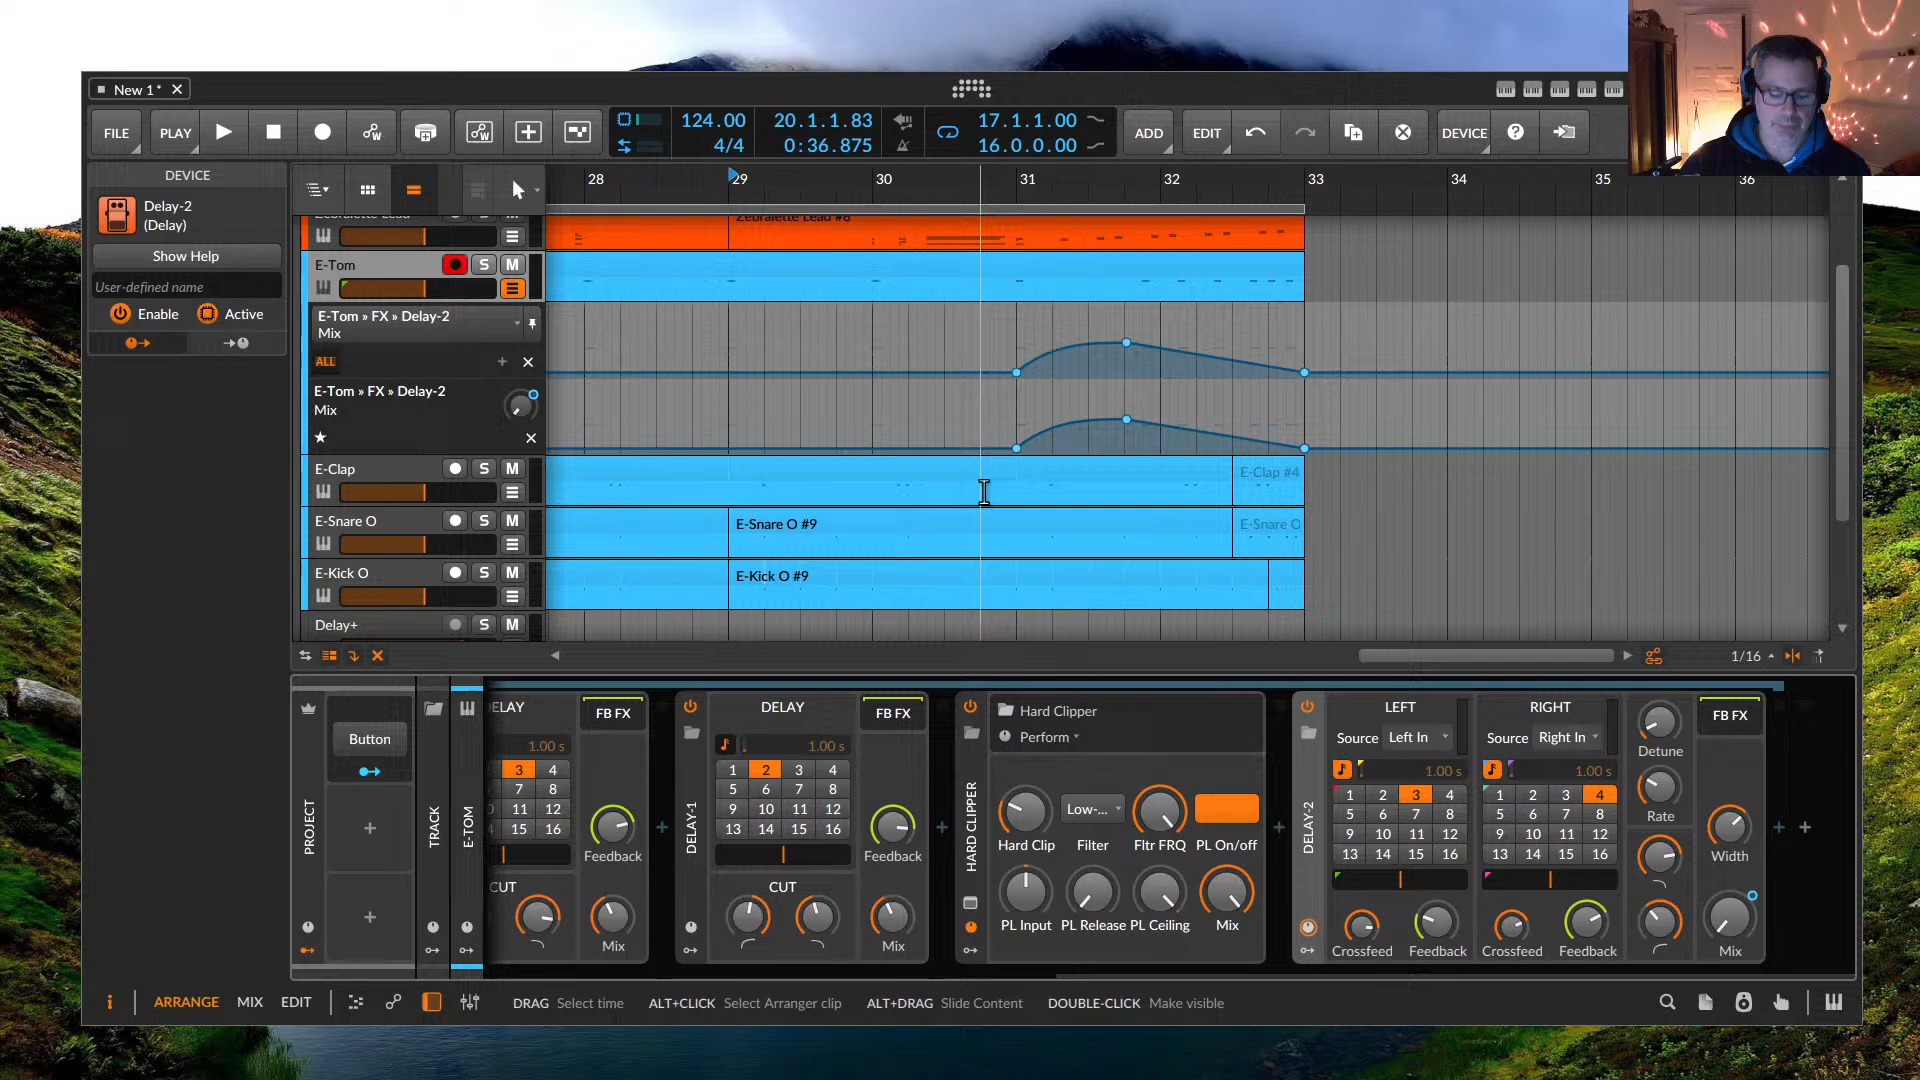 New 1*
FILE
PLAY
124.00
4/4
20.1.1.83
0:36.875
17.1.1.00
16.0.0.00
ADD
EDIT
DEVICE
DEVICE
Delay-2
(Delay)
Show Help
User-defined name
Enable
Active
28 29 30 31 32 33 34 35 36
Zebralette Lead
Zebralette Lead #6
S M
E-Tom
S M
E-Tom » FX » Delay-2
Mix
ALL
E-Tom » FX » Delay-2
Mix
E-Clap
S M
E-Clap #4
E-Snare O
S M
E-Snare O #9
E-Snare O
E-Kick O
S M
E-Kick O #9
Delay+
S M
1/16
PROJECT
Button
TRACK
E-TOM
ELAY
1.00 s
3 4
7 8
11 12
15 16
CUT
FB FX
Feedback
Mix
DELAY-1
DELAY
1.00 s
1 2 3 4
5 6 7 8
9 10 11 12
13 14 15 16
CUT
FB FX
Feedback
Mix
HARD CLIPPER
Hard Clipper
Perform
Hard Clip
Low-...
Filter
Fltr FRQ
PL On/off
PL Input
PL Release
PL Ceiling
Mix
DELAY-2
LEFT
Source Left In
1.00 s
1 2 3 4
5 6 7 8
9 10 11 12
13 14 15 16
Crossfeed
Feedback
RIGHT
Source Right In
1.00 s
1 2 3 4
5 6 7 8
9 10 11 12
13 14 15 16
Crossfeed
Feedback
Detune
Rate
FB FX
Width
Mix
i
ARRANGE
MIX
EDIT
DRAG Select time
ALT+CLICK Select Arranger clip
ALT+DRAG Slide Content
DOUBLE-CLICK Make visible